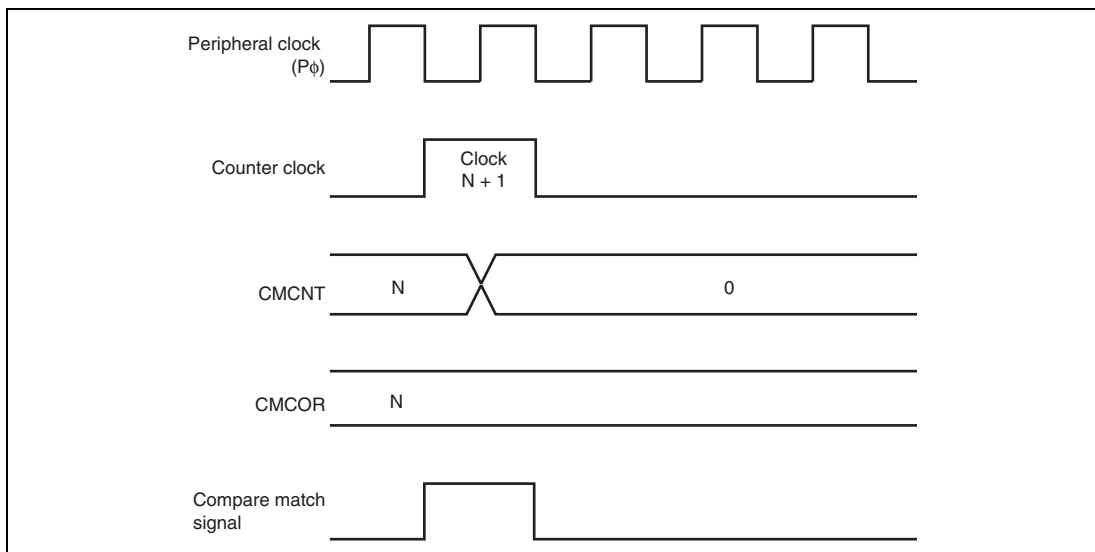 Peripheral clock
(Pϕ)
Counter clock
Clock
N + 1
CMCNT
N
0
CMCOR
N
Compare match
signal